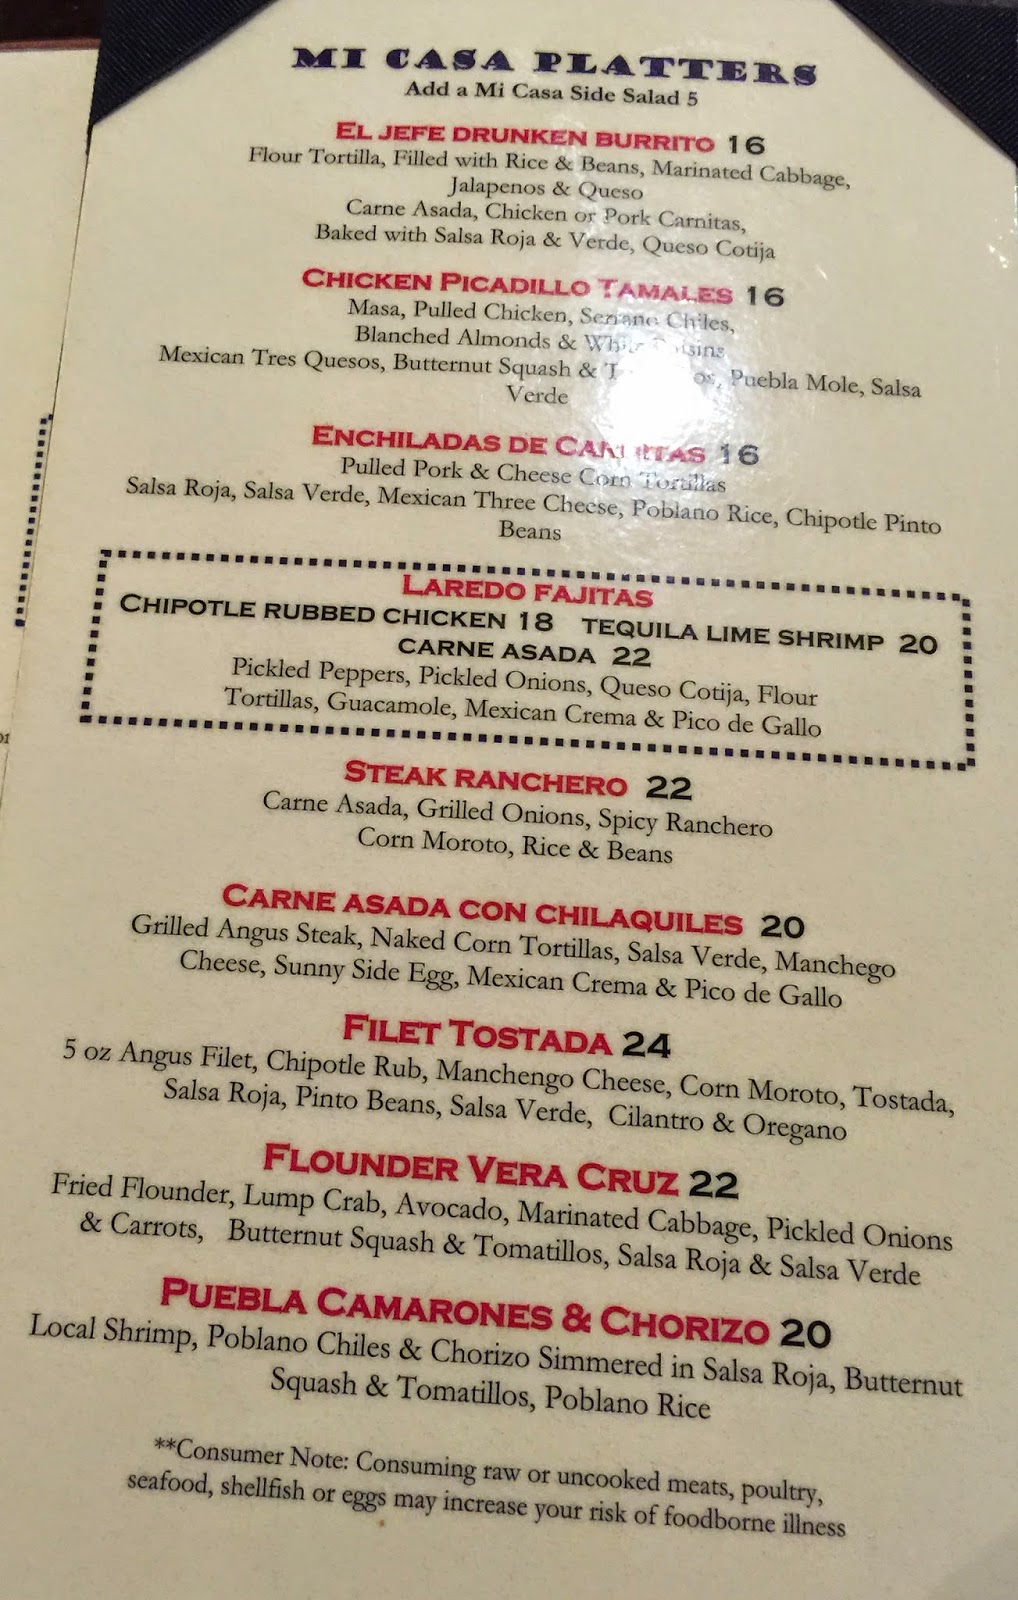 MI CASA PLATTERS
Add a Mi Casa Side Salad 5
EL JEFE DRUNKEN BURRITO 16
Flour Tortilla, Filled with Rice & Beans, Marinated Cabbage,
Jalapenos & Queso
Carne Asada, Chicken or Pork Carnitas,
Baked with Salsa Roja & Verde, Queso Cotija
CHICKEN PICADILLO TAMALES 16
Masa, Pulled Chicken, Serrano Chiles,
Blanched Almonds & White Raisins
Mexican Tres Quesos, Butternut Squash & Puebla Mole, Salsa
Verde
ENCHILADAS DE CARNITAS 16
Pulled Pork & Cheese Corn Tortillas
Salsa Roja, Salsa Verde, Mexican Three Cheese, Poblano Rice, Chipotle Pinto
Beans
LAREDO FAJITAS
CHIPOTLE RUBBED CHICKEN 18 TEQUILA LIME SHRIMP 20
CARNE ASADA 22
Pickled Peppers, Pickled Onions, Queso Cotija, Flour
Tortillas, Guacamole, Mexican Crema & Pico de Gallo
STEAK RANCHERO 22
Carne Asada, Grilled Onions, Spicy Ranchero
Corn Moroto, Rice & Beans
CARNE ASADA CON CHILAQUILES 20
Grilled Angus Steak, Naked Corn Tortillas, Salsa Verde, Manchego
Cheese, Sunny Side Egg, Mexican Crema & Pico de Gallo
FILET TOSTADA 24
5 oz Angus Filet, Chipotle Rub, Manchengo Cheese, Corn Moroto, Tostada,
Salsa Roja, Pinto Beans, Salsa Verde, Cilantro & Oregano
FLOUNDER VERA CRUZ 22
Fried Flounder, Lump Crab, Avocado, Marinated Cabbage, Pickled Onions
& Carrots, Butternut Squash & Tomatillos, Salsa Roja & Salsa Verde
PUEBLA CAMARONES & CHORIZO 20
Local Shrimp, Poblano Chiles & Chorizo Simmered in Salsa Roja, Butternut
Squash & Tomatillos, Poblano Rice
**Consumer Note: Consuming raw or uncooked meats, poultry,
seafood, shellfish or eggs may increase your risk of foodborne illness